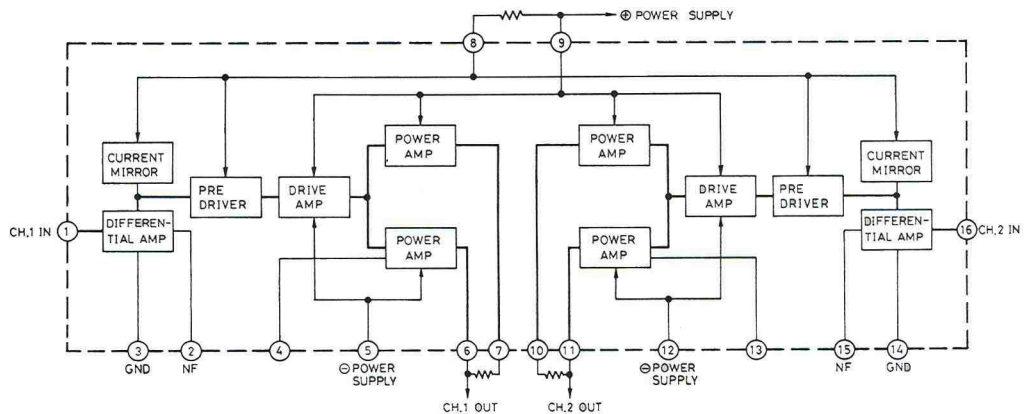 ⊕ POWER SUPPLY
8
9
POWER
AMP
POWER
AMP
CURRENT
MIRROR
CURRENT
MIRROR
PRE
DRIVER
DRIVE
AMP
DRIVE
AMP
PRE
DRIVER
CH.1 IN
1
DIFFEREN-
TIAL AMP
POWER
AMP
POWER
AMP
DIFFEREN-
TIAL AMP
16
CH.2 IN
3
2
4
5
6
7
10
11
12
13
15
14
GND
NF
⊖ POWER
SUPPLY
⊖ POWER
SUPPLY
NF
GND
CH.1 OUT
CH.2 OUT